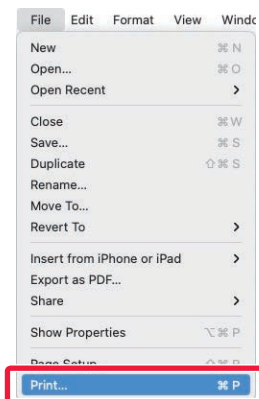 File Edit Format View Windo
New ⌘ N
Open... ⌘ O
Open Recent >
Close ⌘ W
Save... ⌘ S
Duplicate ⇧ ⌘ S
Rename...
Move To...
Revert To >
Insert from iPhone or iPad >
Export as PDF...
Share >
Show Properties ⌥ ⌘ P
Page Setup ⇧ ⌘ P
Print... ⌘ P